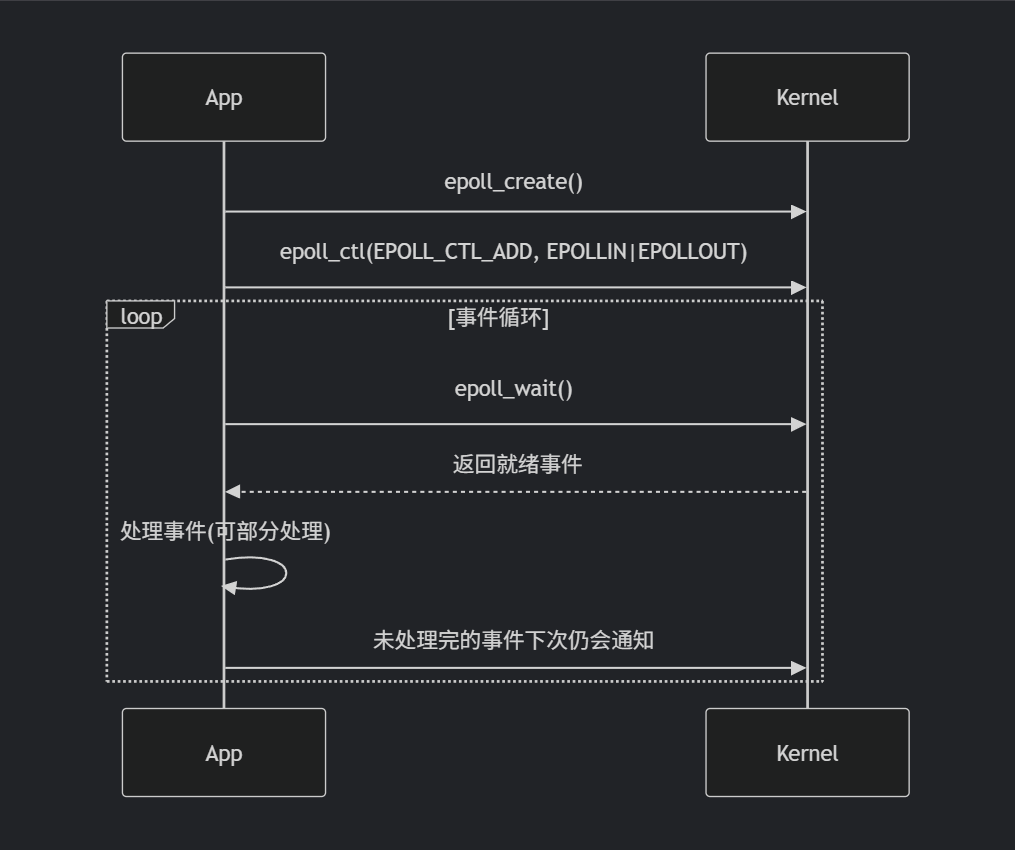 App
Kernel
epoll_create()
epoll_ctl(EPOLL_CTL_ADD, EPOLLIN|EPOLLOUT)
loop
[事件循环]
epoll_wait()
返回就绪事件
处理事件(可部分处理)
未处理完的事件下次仍会通知
App
Kernel